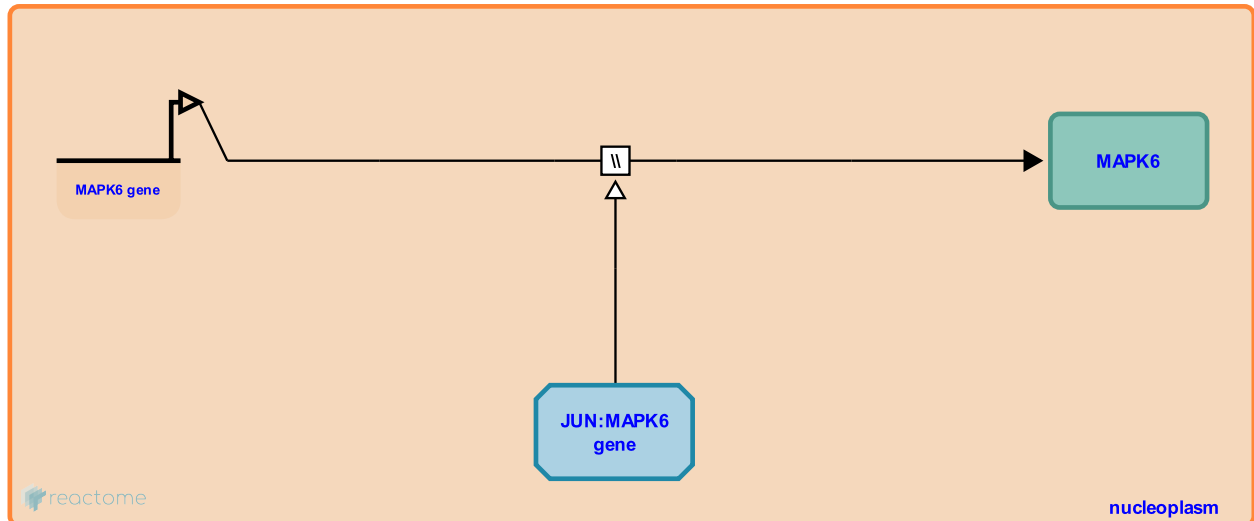 MAPK6 gene
\\
MAPK6
JUN:MAPK6
gene
reactome
nucleoplasm